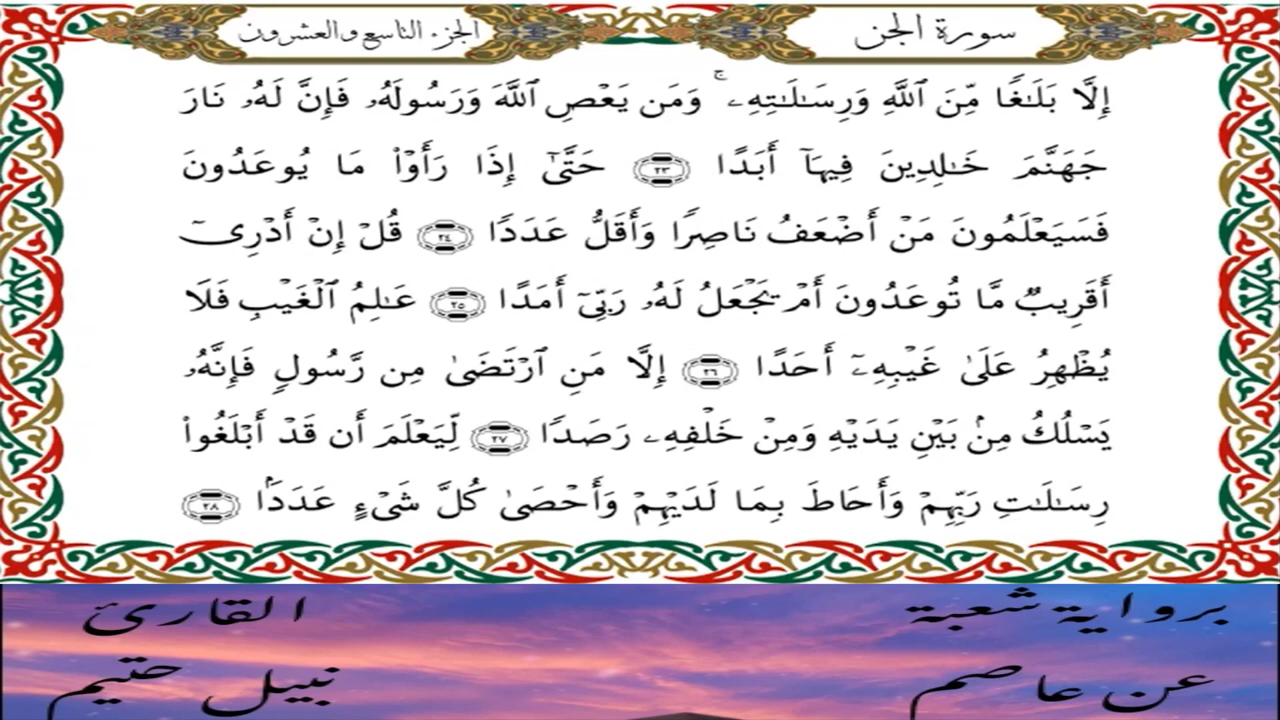 سورة الجن
الجزء التاسع والعشرون
إِلَّا بَلَـٰغࣰا مِّنَ ٱللَّهِ وَرِسَـٰلَـٰتِهِۦۚ وَمَن يَعۡصِ ٱللَّهَ وَرَسُولَهُۥ فَإِنَّ لَهُۥ نَارَ
جَهَنَّمَ خَـٰلِدِينَ فِيهَآ أَبَدًا ٢٣ حَتَّىٰٓ إِذَا رَأَوۡا۟ مَا يُوعَدُونَ
فَسَيَعۡلَمُونَ مَنۡ أَضۡعَفُ نَاصِرࣰا وَأَقَلُّ عَدَدࣰا ٢٤ قُلۡ إِنۡ أَدۡرِیٓ
أَقَرِیبࣱ مَّا تُوعَدُونَ أَمۡ يَجۡعَلُ لَهُۥ رَبِّیٓ أَمَدًا ٢٥ عَـٰلِمُ ٱلۡغَيۡبِ فَلَا
يُظۡهِرُ عَلَىٰ غَيۡبِهِۦٓ أَحَدًا ٢٦ إِلَّا مَنِ ٱرۡتَضَىٰ مِن رَّسُولࣲ فَإِنَّهُۥ
يَسۡلُكُ مِنۢ بَيۡنِ يَدَيۡهِ وَمِنۡ خَلۡفِهِۦ رَصَدࣰا ٢٧ لِّيَعۡلَمَ أَن قَدۡ أَبۡلَغُوا۟
رِسَـٰلَـٰتِ رَبِّهِمۡ وَأَحَاطَ بِمَا لَدَيۡهِمۡ وَأَحۡصَىٰ كُلَّ شَیۡءٍ عَدَدَۢا ٢٨
برواية شعبة
عن عاصم
القارئ
نبيل حتيم